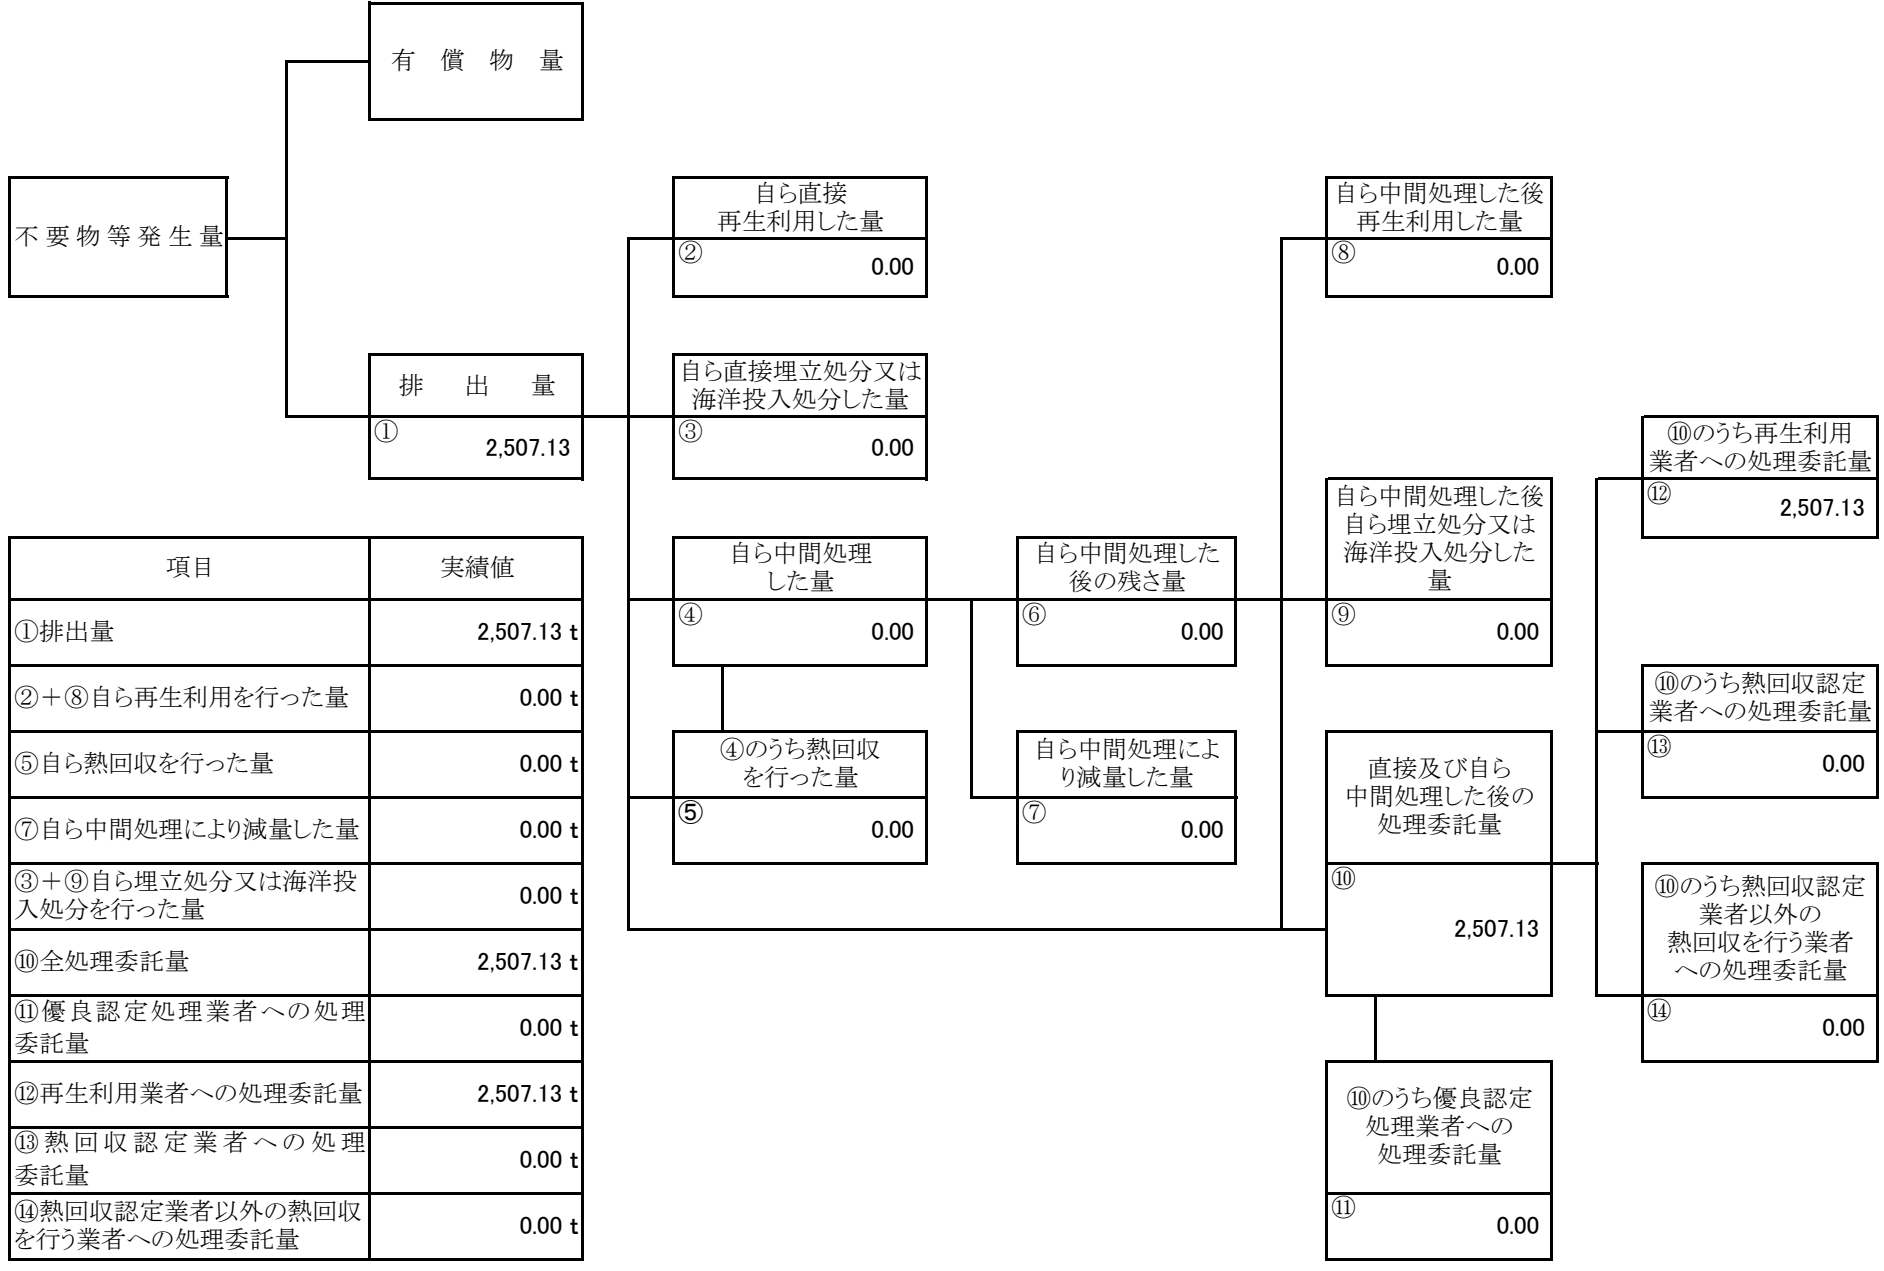 有償物量
不要物等発生量
排出量
①
2,507.13
自ら直接
再生利用した量
②
0.00
自ら直接埋立処分又は
海洋投入処分した量
③
0.00
自ら中間処理
した量
④
0.00
④のうち熱回収
を行った量
⑤
0.00
自ら中間処理した
後の残さ量
⑥
0.00
自ら中間処理によ
り減量した量
⑦
0.00
自ら中間処理した後
再生利用した量
⑧
0.00
自ら中間処理した後
自ら埋立処分又は
海洋投入処分した
量
⑨
0.00
直接及び自ら
中間処理した後の
処理委託量
⑩
2,507.13
⑩のうち優良認定
処理業者への
処理委託量
⑪
0.00
⑩のうち再生利用
業者への処理委託量
⑫
2,507.13
⑩のうち熱回収認定
業者への処理委託量
⑬
0.00
⑩のうち熱回収認定
業者以外の
熱回収を行う業者
への処理委託量
⑭
0.00
項目 実績値
①排出量 2,507.13 t
②＋⑧自ら再生利用を行った量 0.00 t
⑤自ら熱回収を行った量 0.00 t
⑦自ら中間処理により減量した量 0.00 t
③＋⑨自ら埋立処分又は海洋投
入処分を行った量 0.00 t
⑩全処理委託量 2,507.13 t
⑪優良認定処理業者への処理
委託量 0.00 t
⑫再生利用業者への処理委託量 2,507.13 t
⑬熱回収認定業者への処理
委託量 0.00 t
⑭熱回収認定業者以外の熱回収
を行う業者への処理委託量 0.00 t